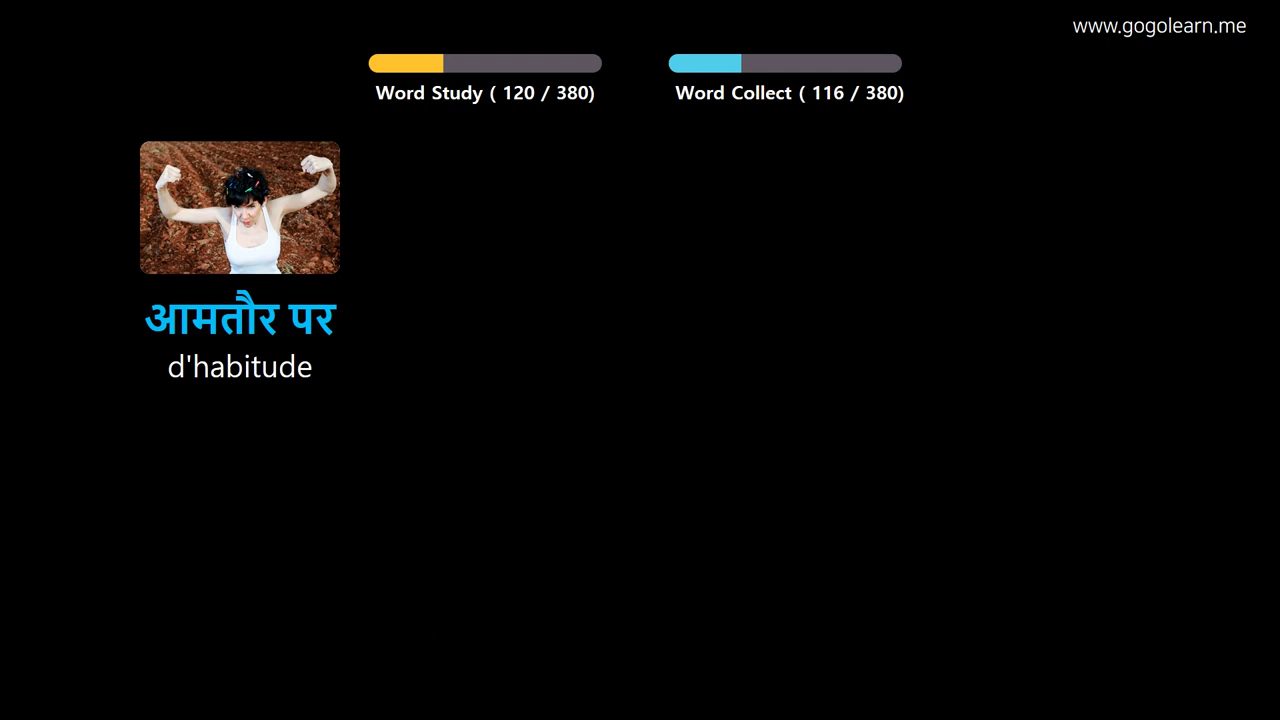 www.gogolearn.me
Word Study ( 120 / 380)
Word Collect ( 116 / 380)
आमतौर पर
d'habitude